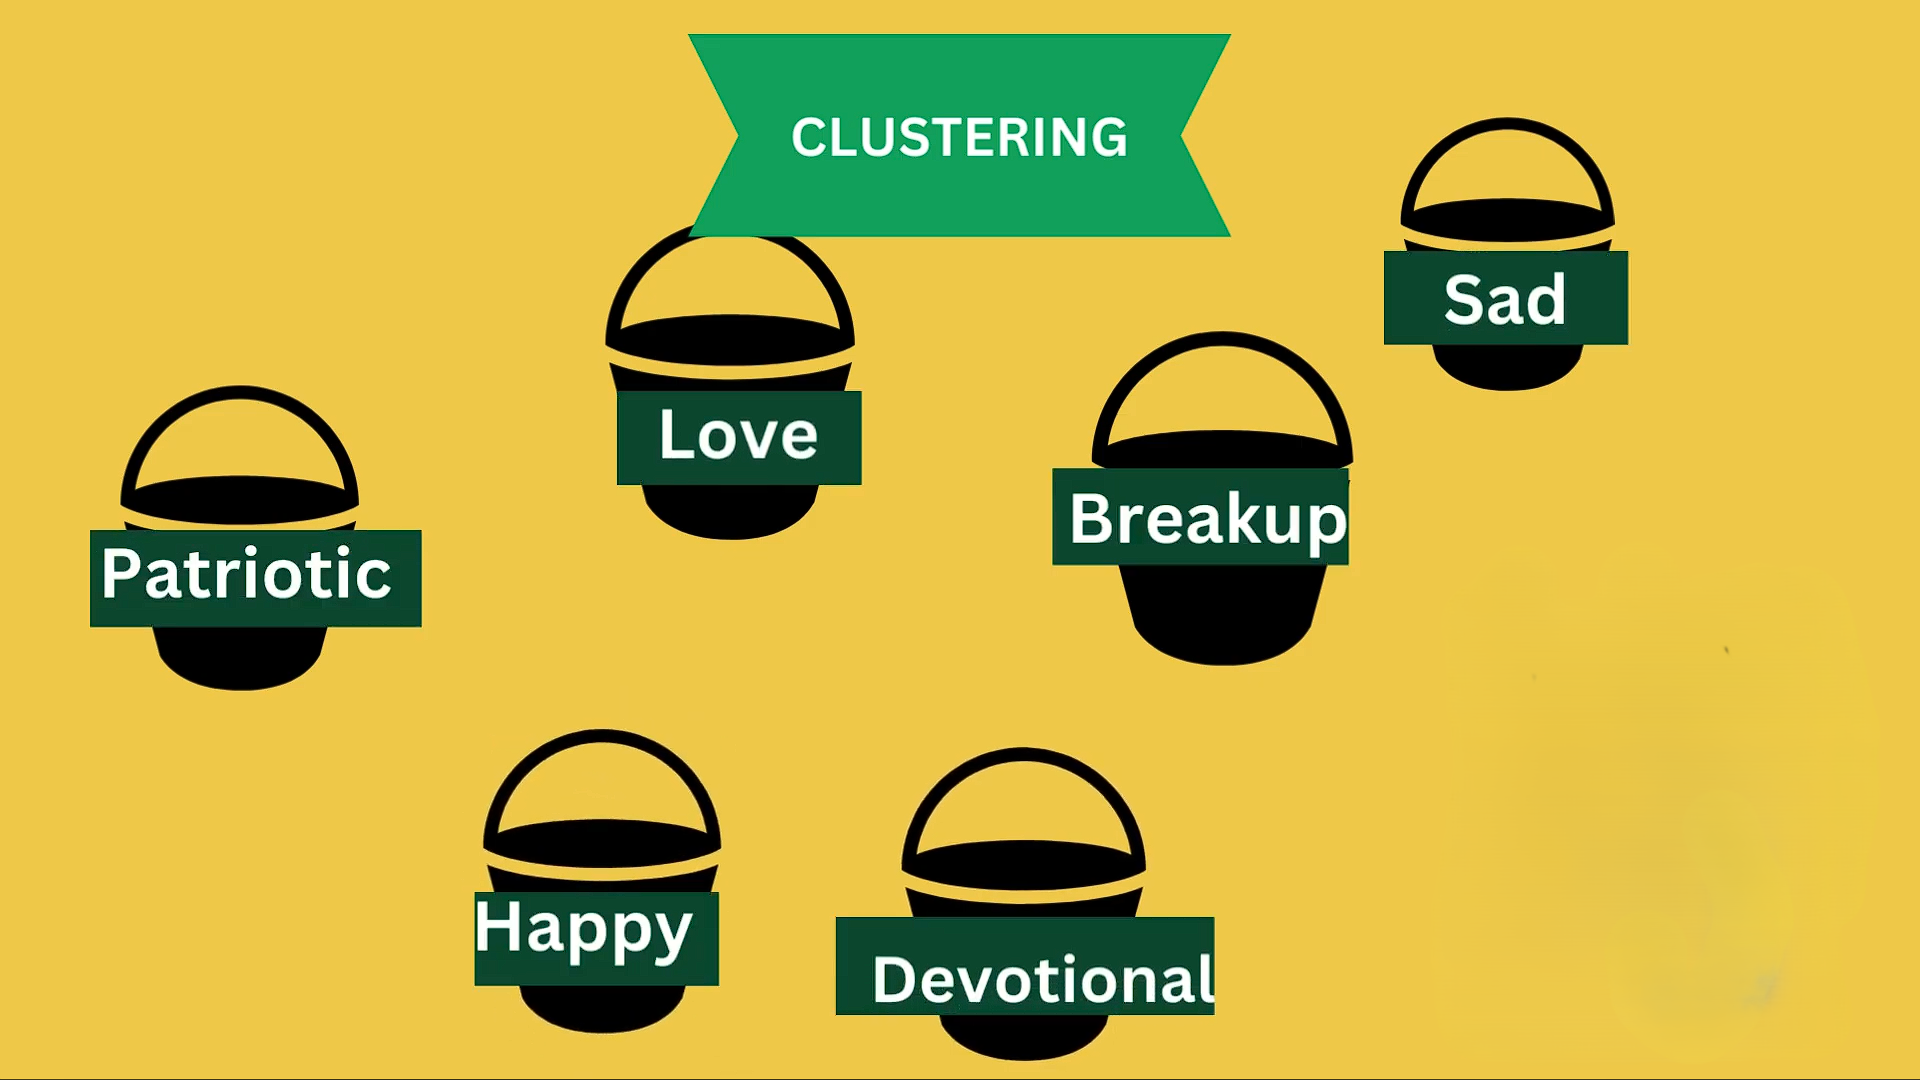 CLUSTERING
Sad
Love
Breakup
Patriotic
Happy
Devotional